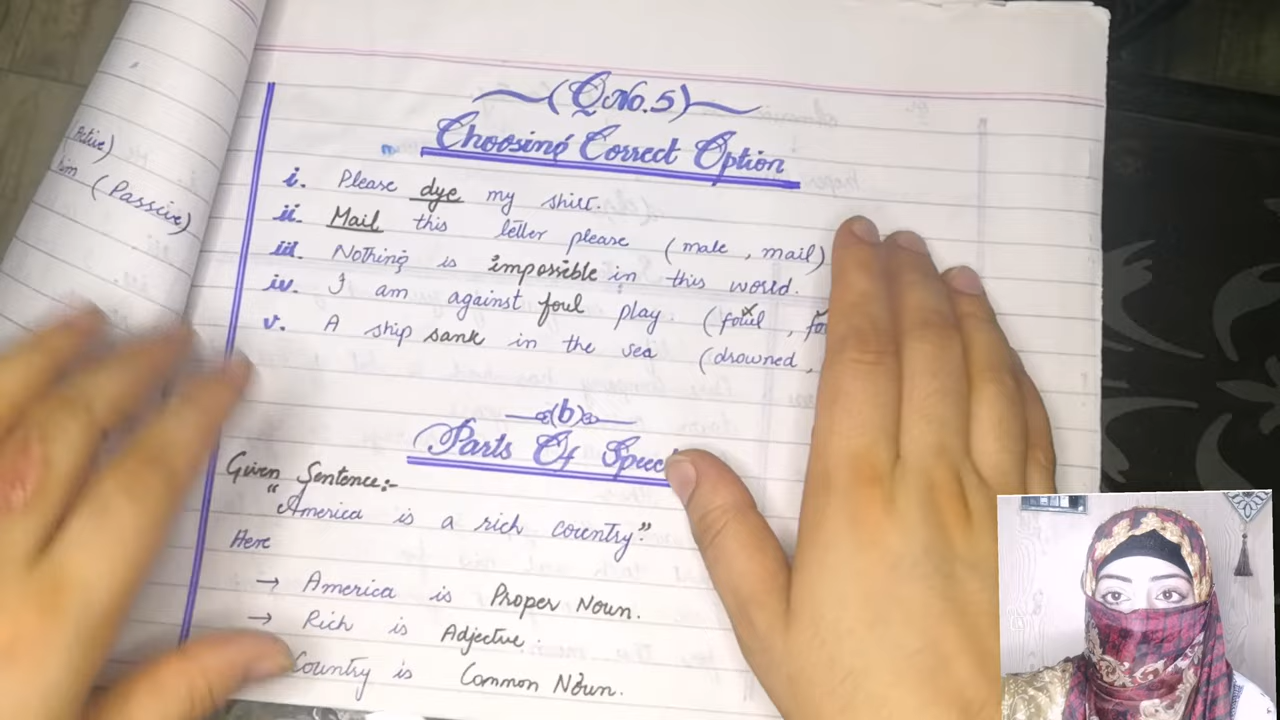 (Active)
him (Passive)
(Q No. 5)
Choosing Correct Option
i. Please dye my shirt.
ii. Mail this letter please (male, mail)
iii. Nothing is impossible in this world.
iv. I am against foul play. (fowl,
v. A ship sank in the sea (drowned,
(b)
Parts Of Speec
Given Sentence:-
"America is a rich country."
Here
→ America is Proper Noun.
→ Rich is Adjective.
Country is Common Noun.